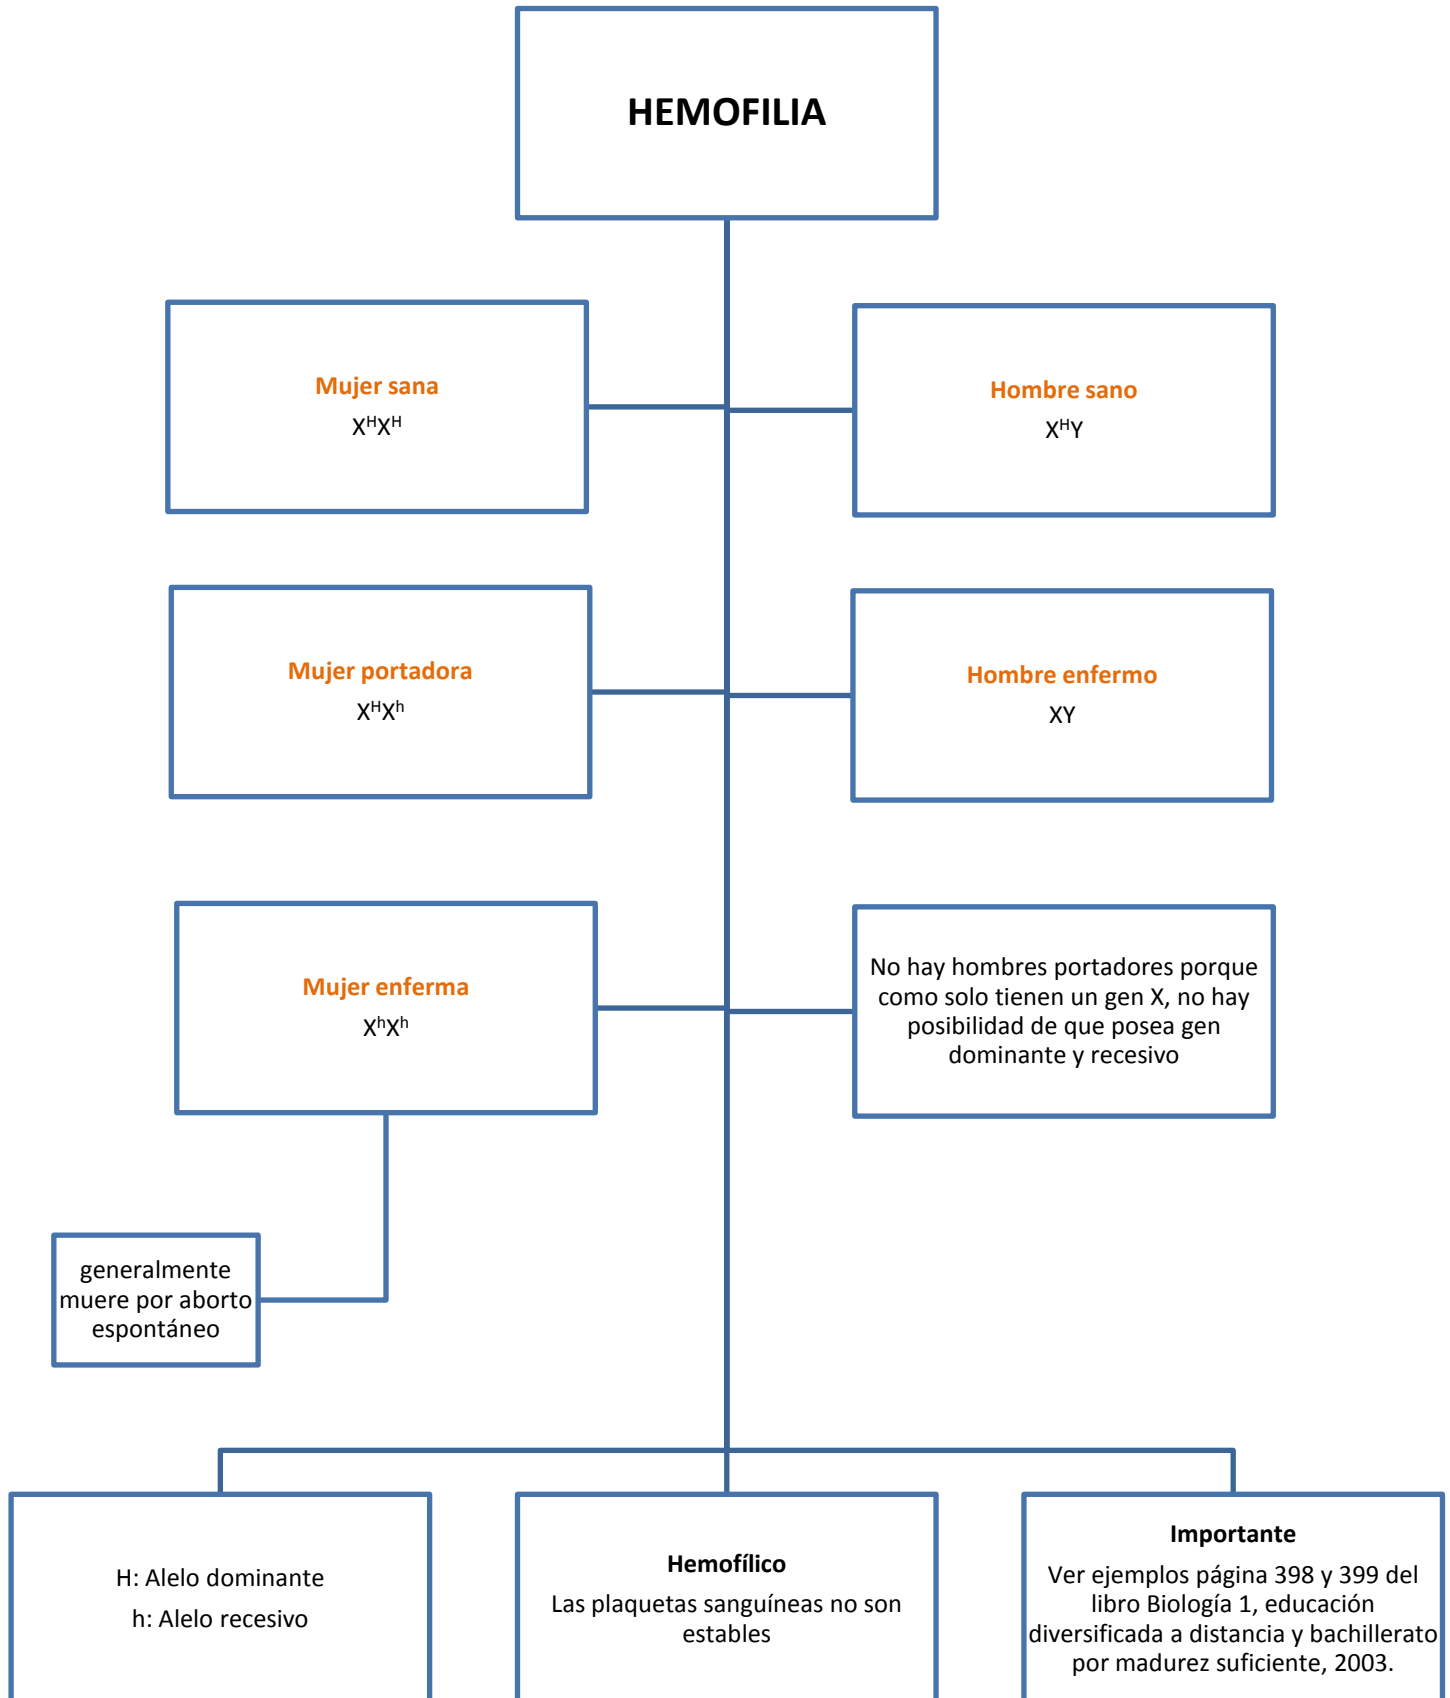 HEMOFILIA
Mujer sana
XᴴXᴴ
Hombre sano
XᴴY
Mujer portadora
XᴴXʰ
Hombre enfermo
XY
Mujer enferma
XʰXʰ
No hay hombres portadores porque
como solo tienen un gen X, no hay
posibilidad de que posea gen
dominante y recesivo
generalmente
muere por aborto
espontáneo
H: Alelo dominante
h: Alelo recesivo
Hemofílico
Las plaquetas sanguíneas no son
estables
Importante
Ver ejemplos página 398 y 399 del
libro Biología 1, educación
diversificada a distancia y bachillerato
por madurez suficiente, 2003.